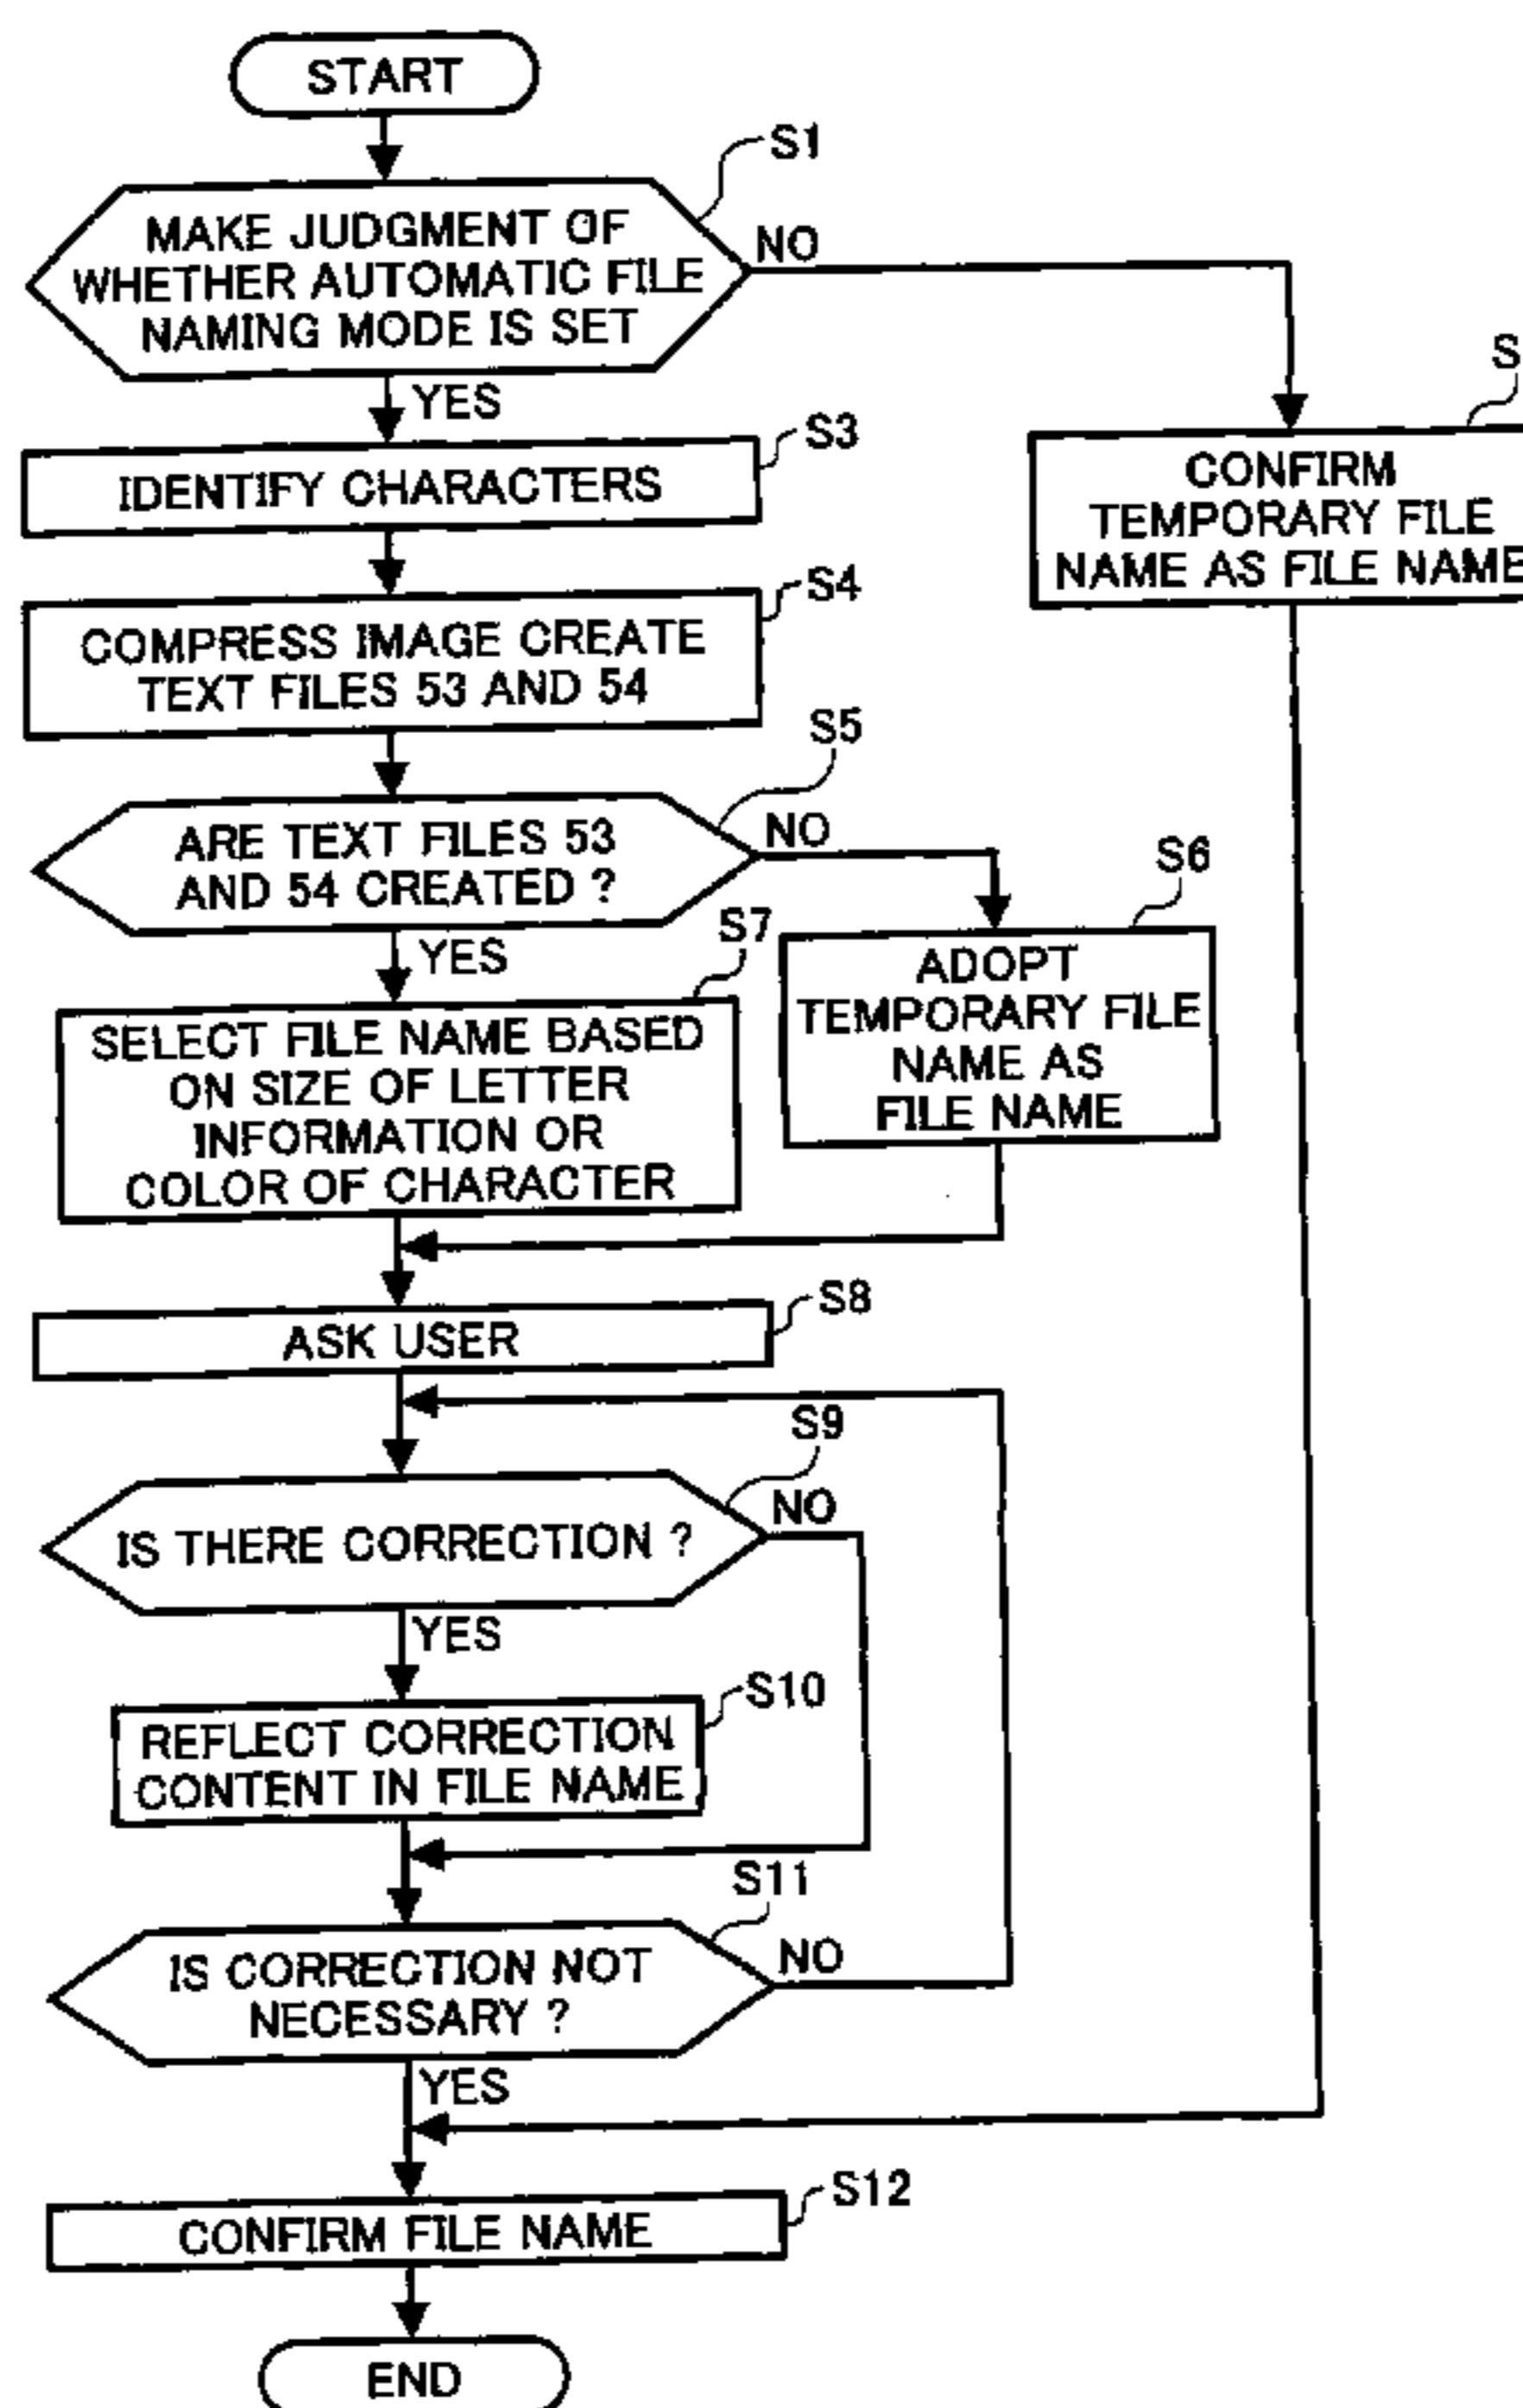 START
S1
MAKE JUDGMENT OF
WHETHER AUTOMATIC FILE
NAMING MODE IS SET
NO
YES
S
CONFIRM
TEMPORARY FILE
NAME AS FILE NAME
S3
IDENTIFY CHARACTERS
S4
COMPRESS IMAGE CREATE
TEXT FILES 53 AND 54
S5
ARE TEXT FILES 53
AND 54 CREATED ?
NO
YES
S6
ADOPT
TEMPORARY FILE
NAME AS
FILE NAME
S7
SELECT FILE NAME BASED
ON SIZE OF LETTER
INFORMATION OR
COLOR OF CHARACTER
S8
ASK USER
S9
IS THERE CORRECTION ?
NO
YES
S10
REFLECT CORRECTION
CONTENT IN FILE NAME
S11
IS CORRECTION NOT
NECESSARY ?
NO
YES
S12
CONFIRM FILE NAME
END